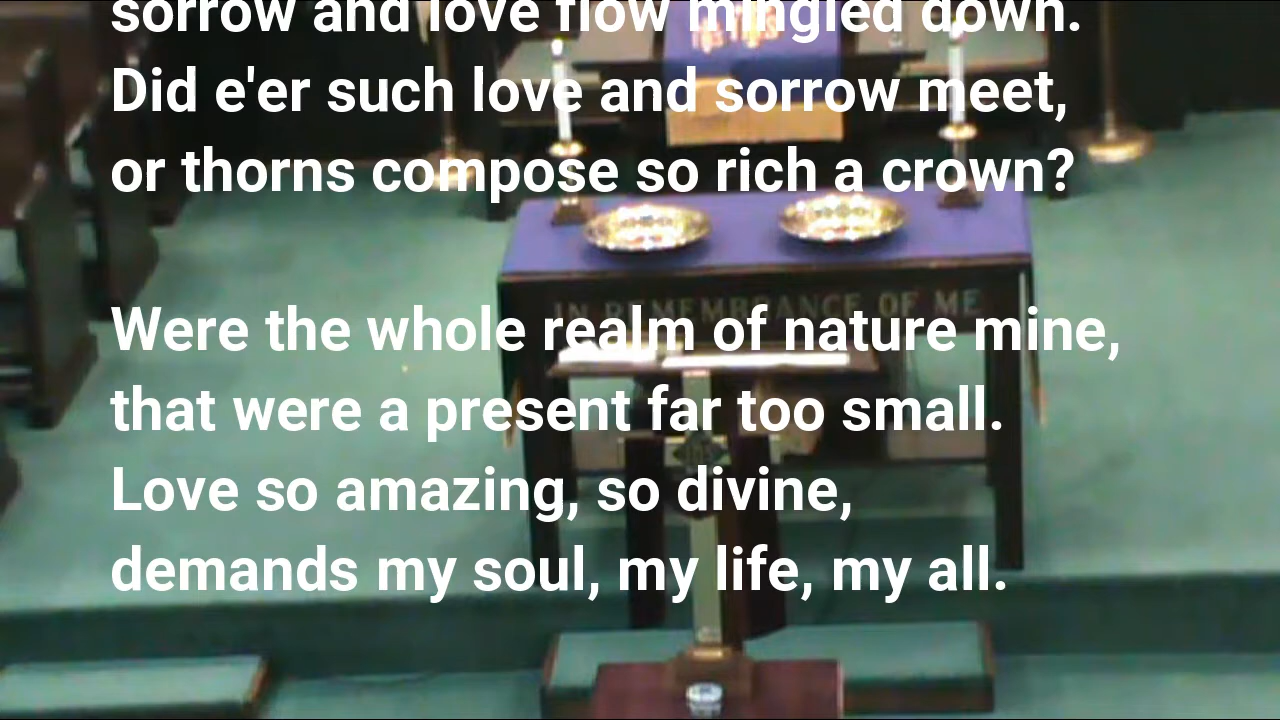 sorrow and love flow mingled down.
Did e'er such love and sorrow meet,
or thorns compose so rich a crown?
IN REMEMBRANCE OF ME
Were the whole realm of nature mine,
that were a present far too small.
Love so amazing, so divine,
demands my soul, my life, my all.